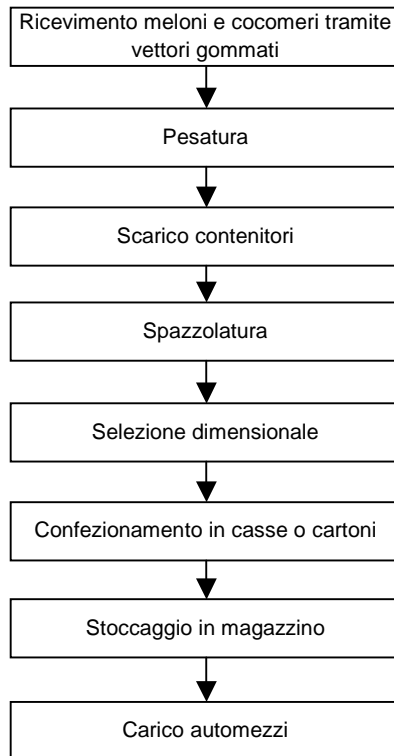 Ricevimento meloni e cocomeri tramite
vettori gommati
Pesatura
Scarico contenitori
Spazzolatura
Selezione dimensionale
Confezionamento in casse o cartoni
Stoccaggio in magazzino
Carico automezzi